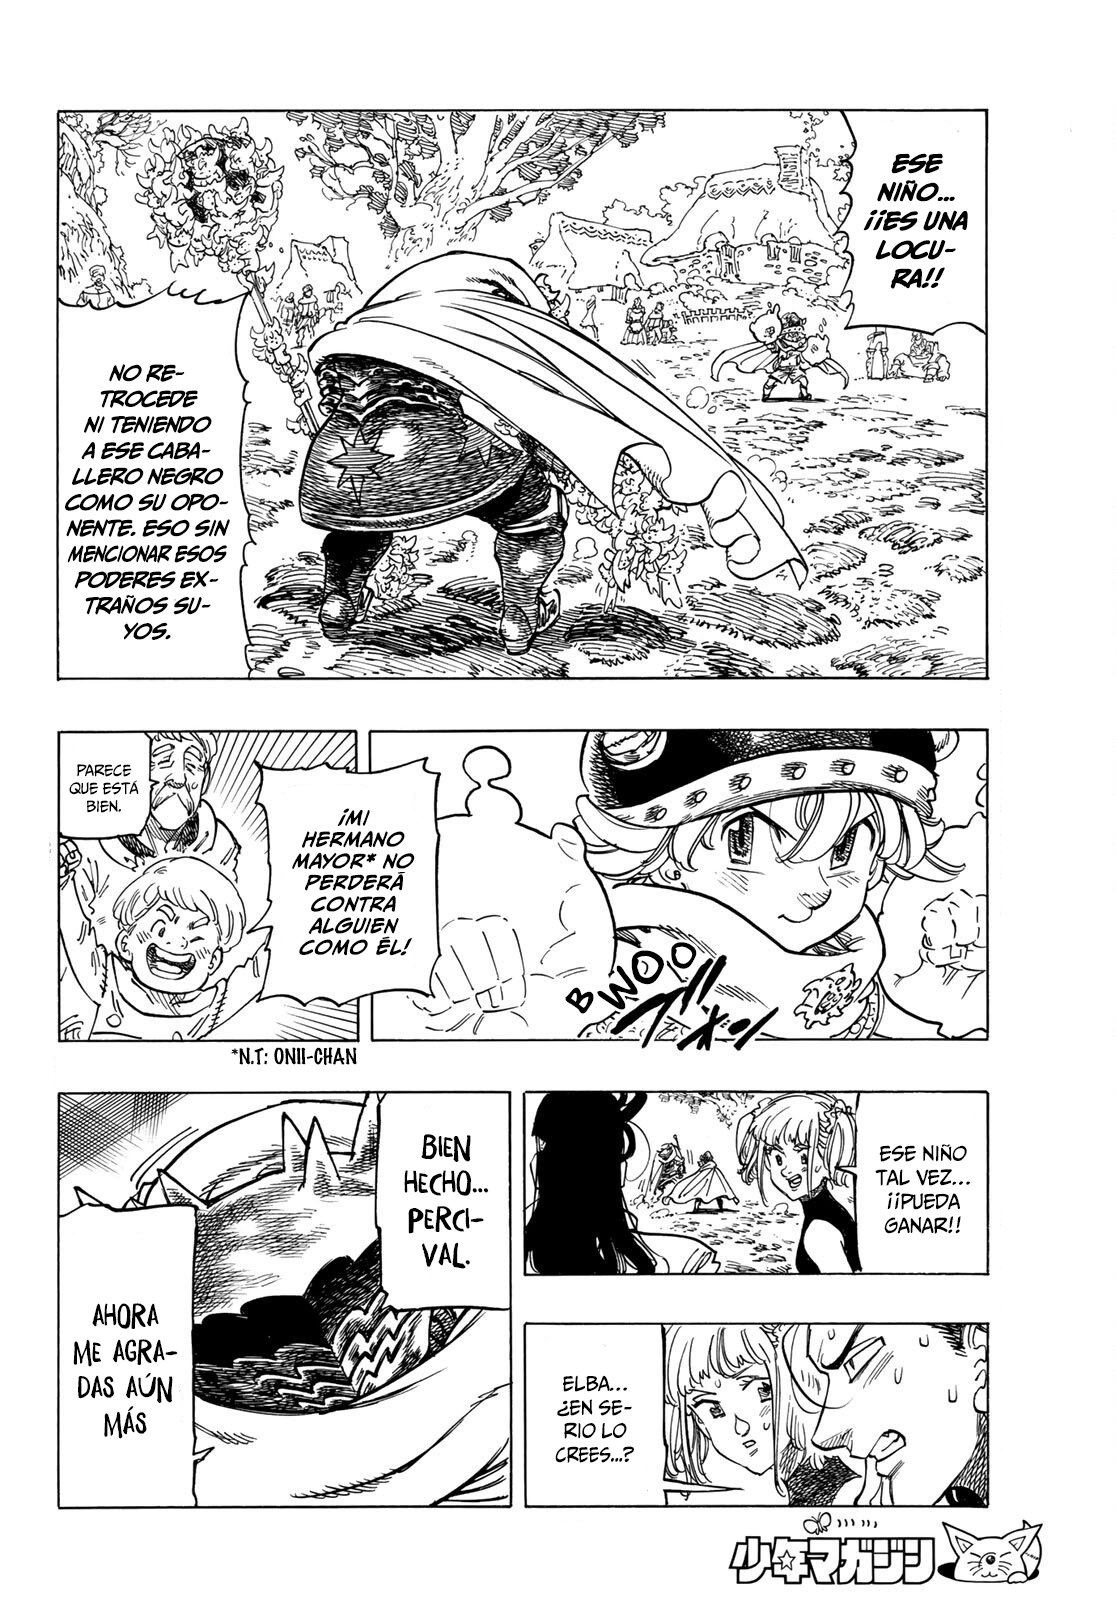 ESE
NIÑO...
¡¡ES UNA
LOCU-
RA!!
NO RE-
TROCEDE
NI TENIENDO
A ESE CABA-
LLERO NEGRO
COMO SU OPO-
NENTE. ESO SIN
MENCIONAR ESOS
PODERES EX-
TRAÑOS SU-
YOS.
B WOO
¡MI
HERMANO
MAYOR* NO
PERDERÁ
CONTRA
ALGUIEN
COMO ÉL!
PARECE
QUE ESTÁ
BIEN.
*N.T: ONII-CHAN
ESE NIÑO
TAL VEZ...
¡¡PUEDA
GANAR!!
ELBA...
¿EN SE-
RIO LO
CREES...?
BIEN
HECHO...
PERCI-
VAL.
AHORA
ME AGRA-
DAS AÚN
MÁS
少年マガジン